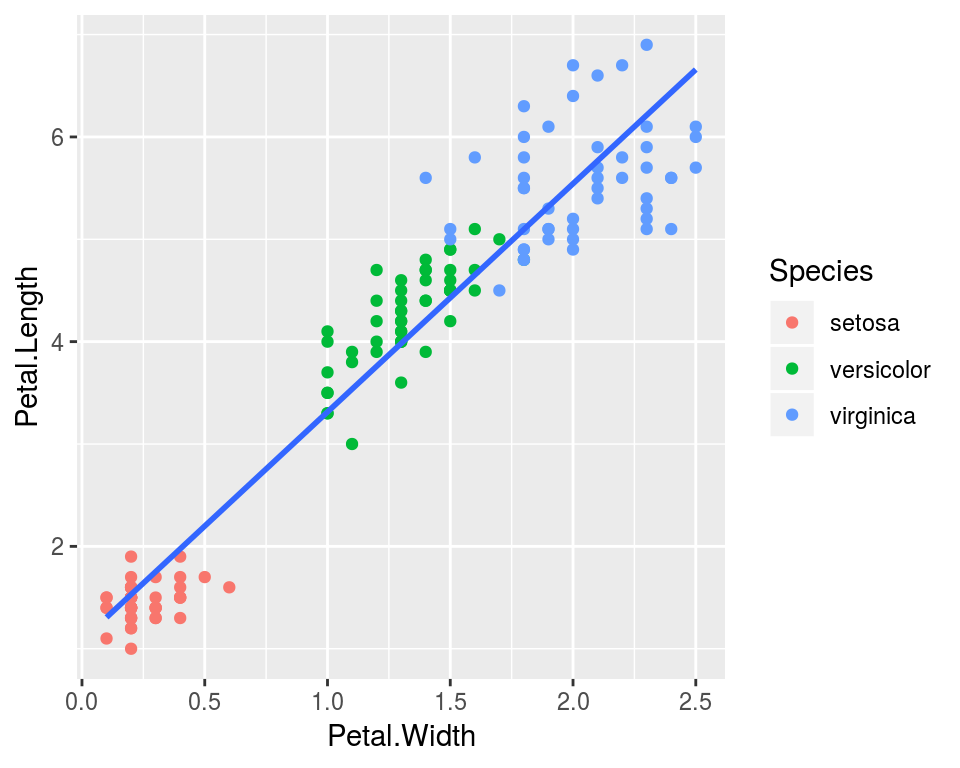 Petal.Length
6
4
2
0.0 0.5 1.0 1.5 2.0 2.5
Petal.Width
Species
setosa
versicolor
virginica